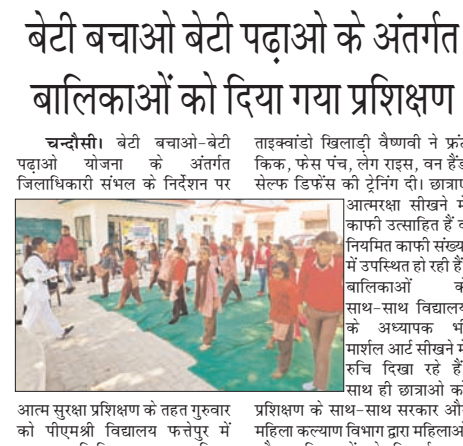 बेटी बचाओ बेटी पढ़ाओ के अंतर्गत
बालिकाओं को दिया गया प्रशिक्षण
चन्दौसी। बेटी बचाओ-बेटी
पढ़ाओ योजना के अंतर्गत
जिलाधिकारी संभल के निर्देशन पर
आत्म सुरक्षा प्रशिक्षण के तहत गुरुवार
को पीएमश्री विद्यालय फत्तेपुर में
ताइक्वांडो खिलाड़ी वैष्णवी ने फ्रंट
किक, फेस पंच, लेग राइस, वन हैंड
सेल्फ डिफेंस की ट्रेनिंग दी।
आत्मरक्षा सीखने में
काफी उत्साहित हैं व
नियमित काफी संख्या
में उपस्थित हो रही हैं
बालिकाओं के
साथ-साथ विद्यालय
के अध्यापक भी
मार्शल आर्ट सीखने में
रुचि दिखा रहे हैं
साथ ही छात्राओ को
प्रशिक्षण के साथ-साथ सरकार और
महिला कल्याण विभाग द्वारा महिलाओं